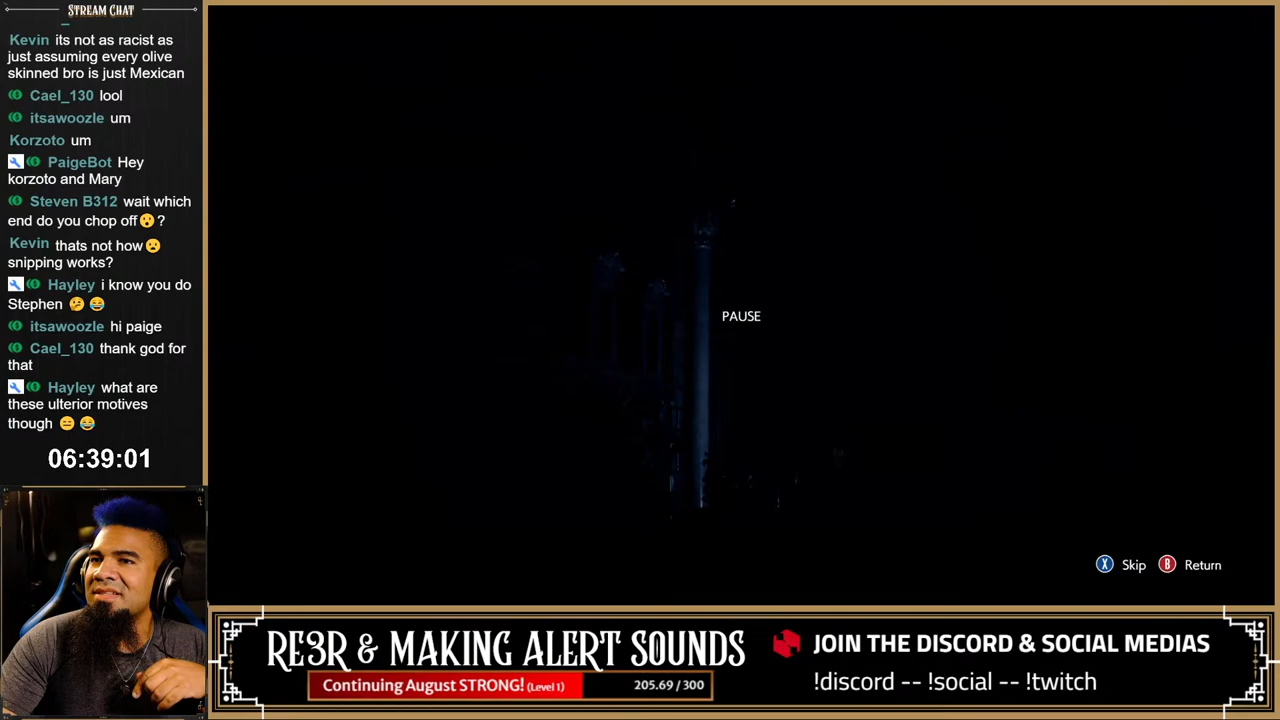 STREAM CHAT
Kevin its not as racist as
just assuming every olive
skinned bro is just Mexican
Cael_130 lool
itsawoozle um
Korzoto um
PaigeBot Hey
korzoto and Mary
Steven B312 wait which
end do you chop off😮?
Kevin thats not how😟
snipping works?
Hayley i know you do
Stephen 🤔 😂
itsawoozle hi paige
Cael_130 thank god for
that
Hayley what are
these ulterior motives
though 😑 😂
06:39:01
PAUSE
X Skip B Return
RE3R & MAKING ALERT SOUNDS
Continuing August STRONG! (Level 1) 205.69 / 300
JOIN THE DISCORD & SOCIAL MEDIAS
!discord -- !social -- !twitch